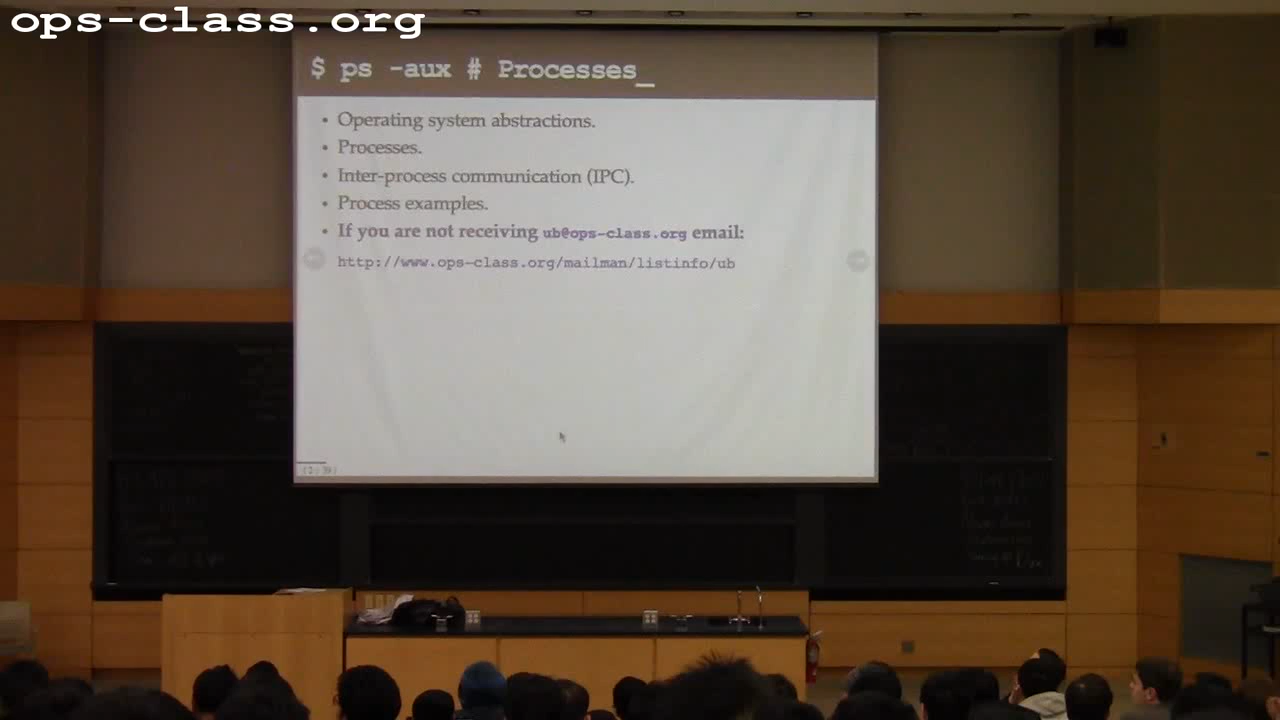 ops-class.org
$ ps -aux # Processes_
• Operating system abstractions.
• Processes.
• Inter-process communication (IPC).
• Process examples.
• If you are not receiving ub@ops-class.org email:
http://www.ops-class.org/mailman/listinfo/ub